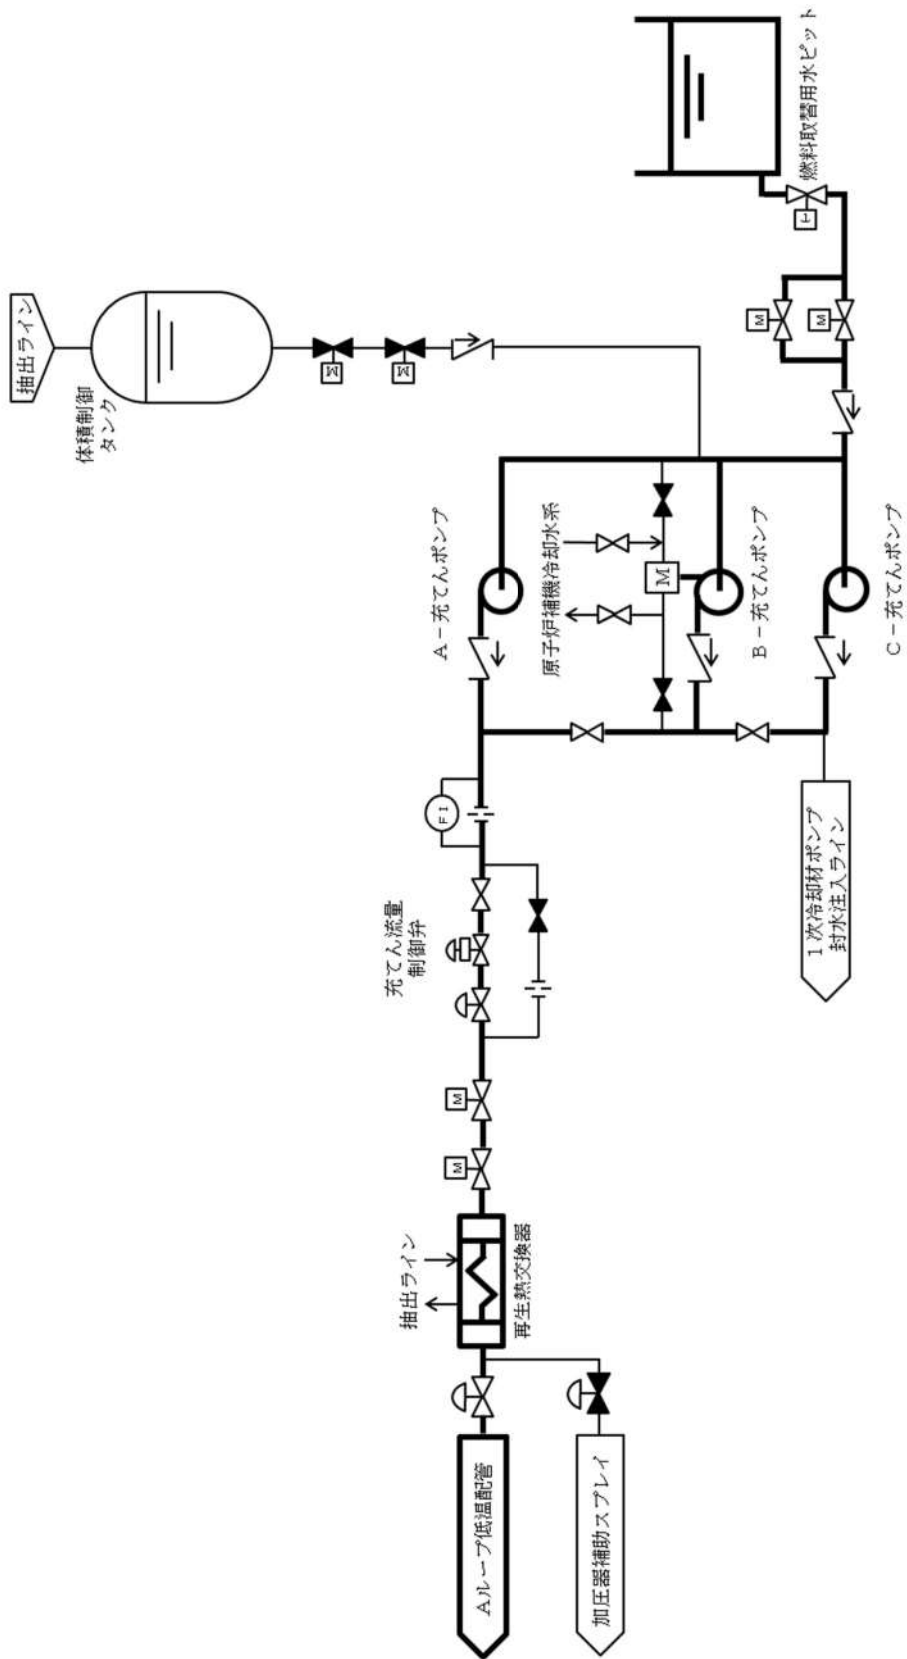 抽出ライン
体積制御
タンク
M
M
燃料取替用水ピット
M
M
A－充てんポンプ
原子炉補機冷却水系
M
B－充てんポンプ
C－充てんポンプ
FI
充てん流量
制御弁
1次冷却材ポンプ
封水注入ライン
M
M
抽出ライン
再生熱交換器
Aループ低温配管
加圧器補助スプレイ